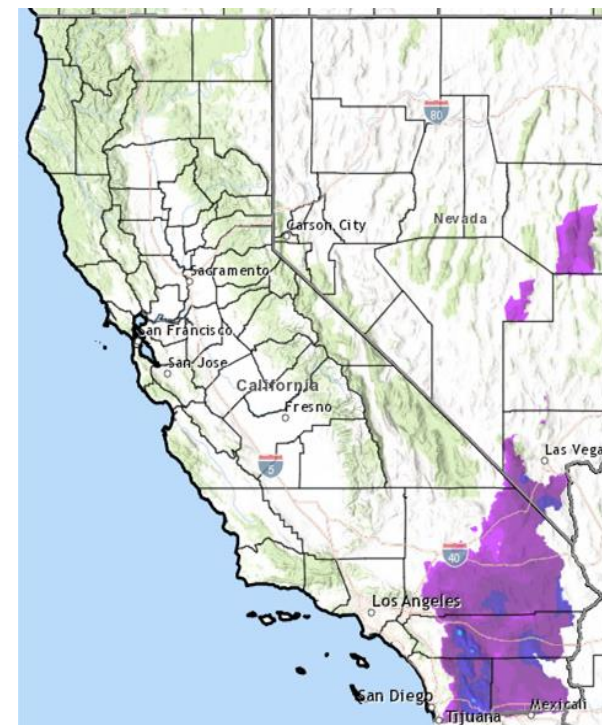 80
Carson City
Nevada
Sacramento
San Francisco
San Jose
California
Fresno
5
Las Vega
40
Los Angeles
San Diego
Tijuana
Mexicali